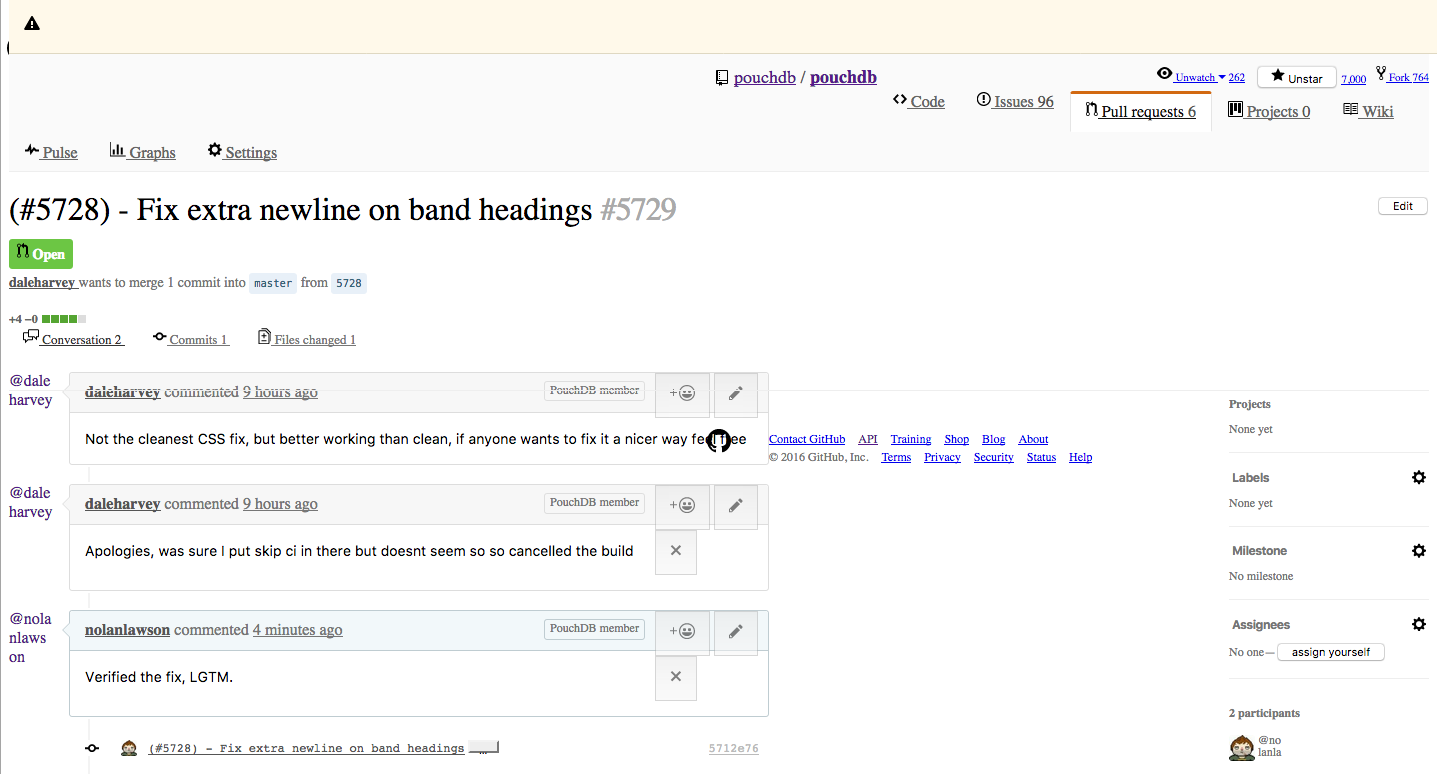 pouchdb / pouchdb
Unwatch 262 Unstar 7,000 Fork 764
Code Issues 96 Pull requests 6 Projects 0 Wiki
Pulse Graphs Settings
(#5728) - Fix extra newline on band headings #5729
Edit
Open
daleharvey wants to merge 1 commit into master from 5728
+4 −0
Conversation 2 Commits 1 Files changed 1
@dale
harvey
daleharvey commented 9 hours ago PouchDB member
Not the cleanest CSS fix, but better working than clean, if anyone wants to fix it a nicer way feel free
Contact GitHub API Training Shop Blog About
© 2016 GitHub, Inc. Terms Privacy Security Status Help
Projects
None yet
Labels
None yet
Milestone
No milestone
Assignees
No one— assign yourself
2 participants
@no
lanla
@dale
harvey
daleharvey commented 9 hours ago PouchDB member
Apologies, was sure I put skip ci in there but doesnt seem so so cancelled the build
@nola
nlaws
on
nolanlawson commented 4 minutes ago PouchDB member
Verified the fix, LGTM.
(#5728) - Fix extra newline on band headings … 5712e76